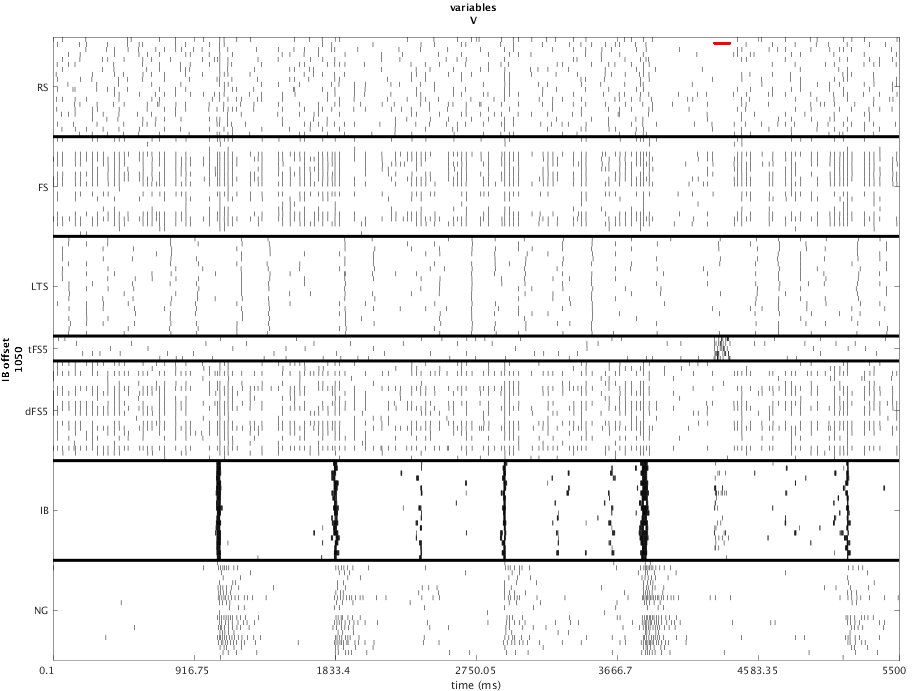 variables
V
RS
FS
LTS
tFS5
dFS5
IB
NG
IB offset
1050
0.1 916.75 1833.4 2750.05 3666.7 4583.35 5500
time (ms)